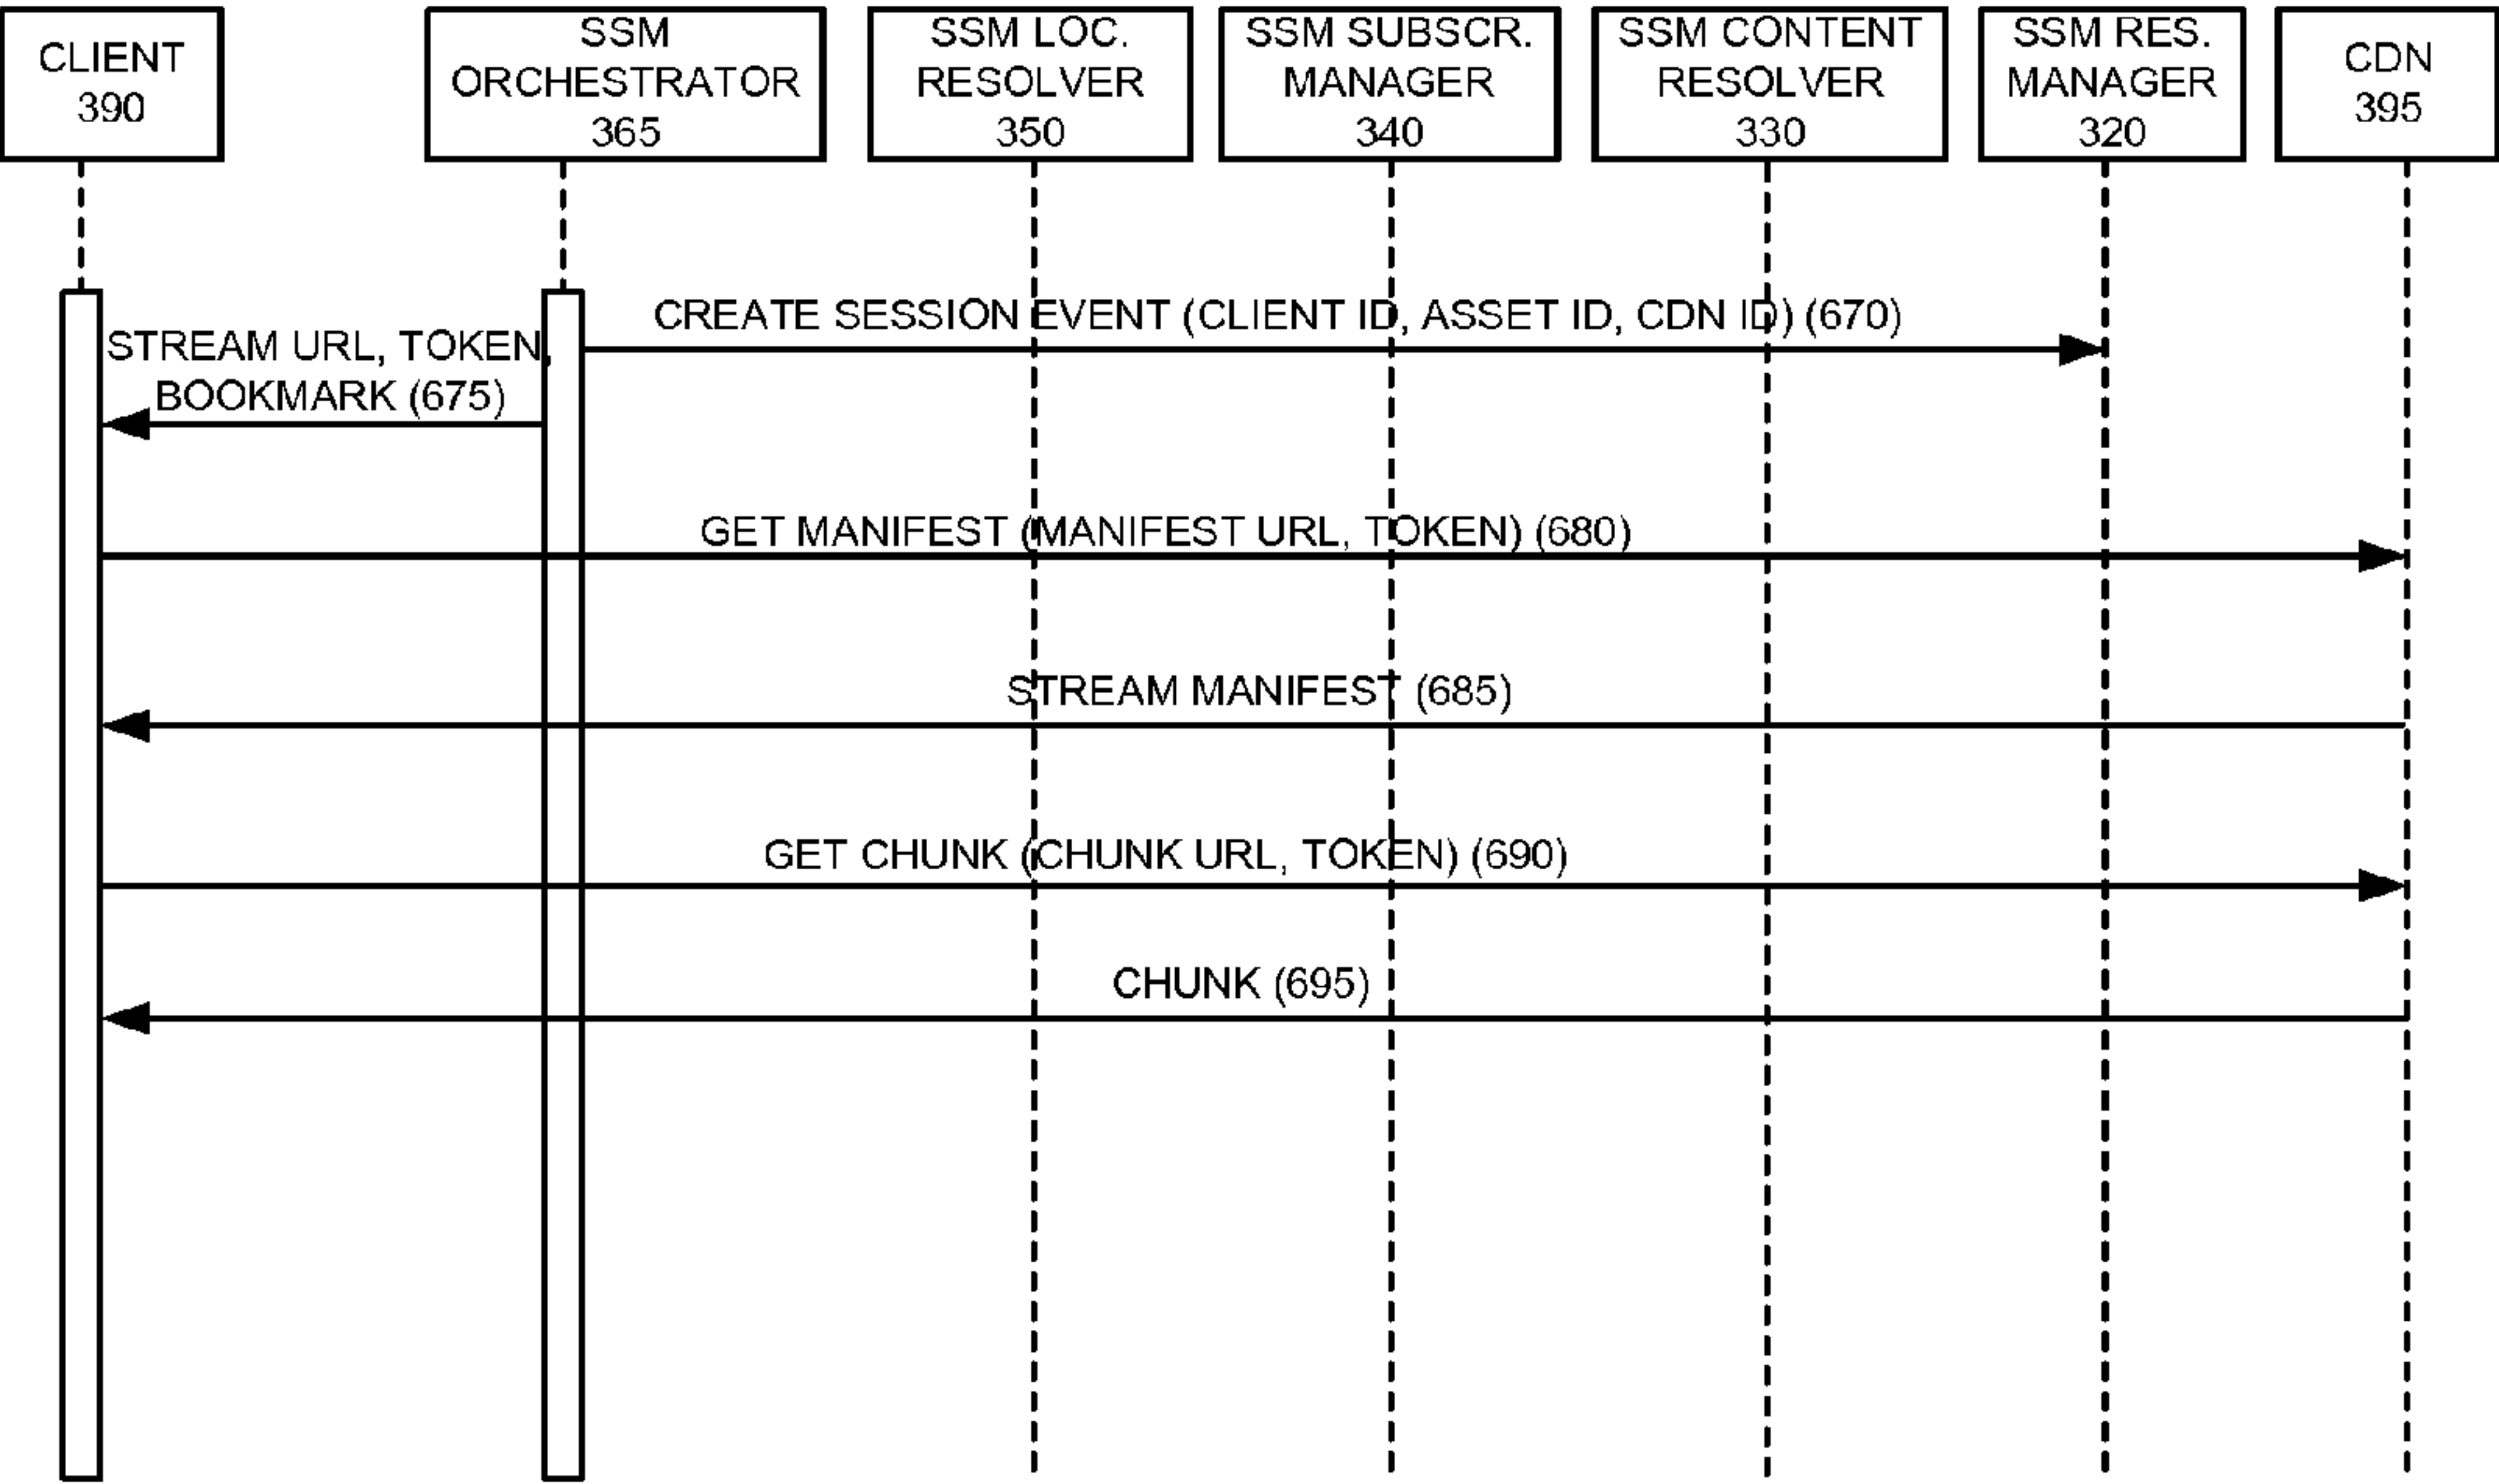 CLIENT
390
SSM
ORCHESTRATOR
365
SSM LOC.
RESOLVER
350
SSM SUBSCR.
MANAGER
340
SSM CONTENT
RESOLVER
330
SSM RES.
MANAGER
320
CDN
395
CREATE SESSION EVENT (CLIENT ID, ASSET ID, CDN ID) (670)
STREAM URL, TOKEN,
BOOKMARK (675)
GET MANIFEST (MANIFEST URL, TOKEN) (680)
STREAM MANIFEST (685)
GET CHUNK (CHUNK URL, TOKEN) (690)
CHUNK (695)